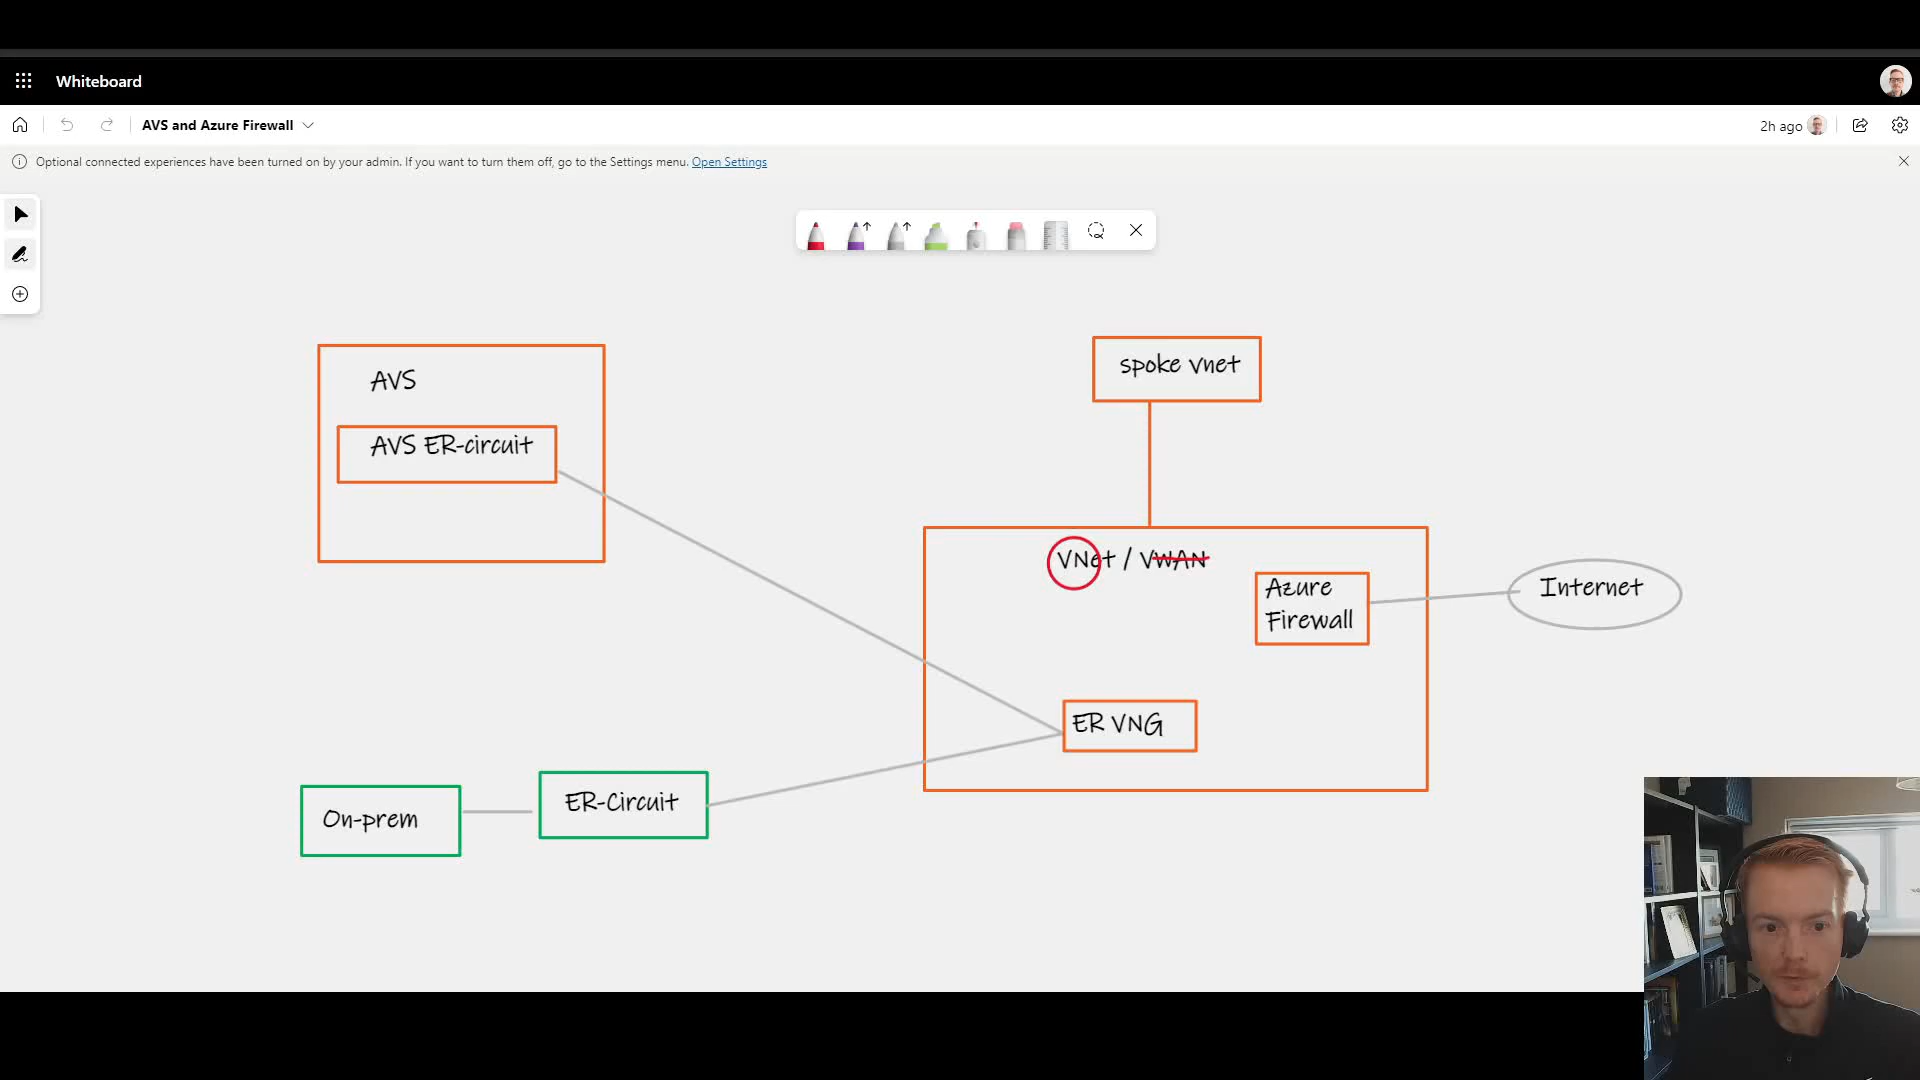 Whiteboard
AVS and Azure Firewall
2h ago
Optional connected experiences have been turned on by your admin. If you want to turn them off, go to the Settings menu. Open Settings
AVS
AVS ER-circuit
spoke vnet
VNet / VWAN
Azure
Firewall
Internet
ER VNG
On-prem
ER-Circuit